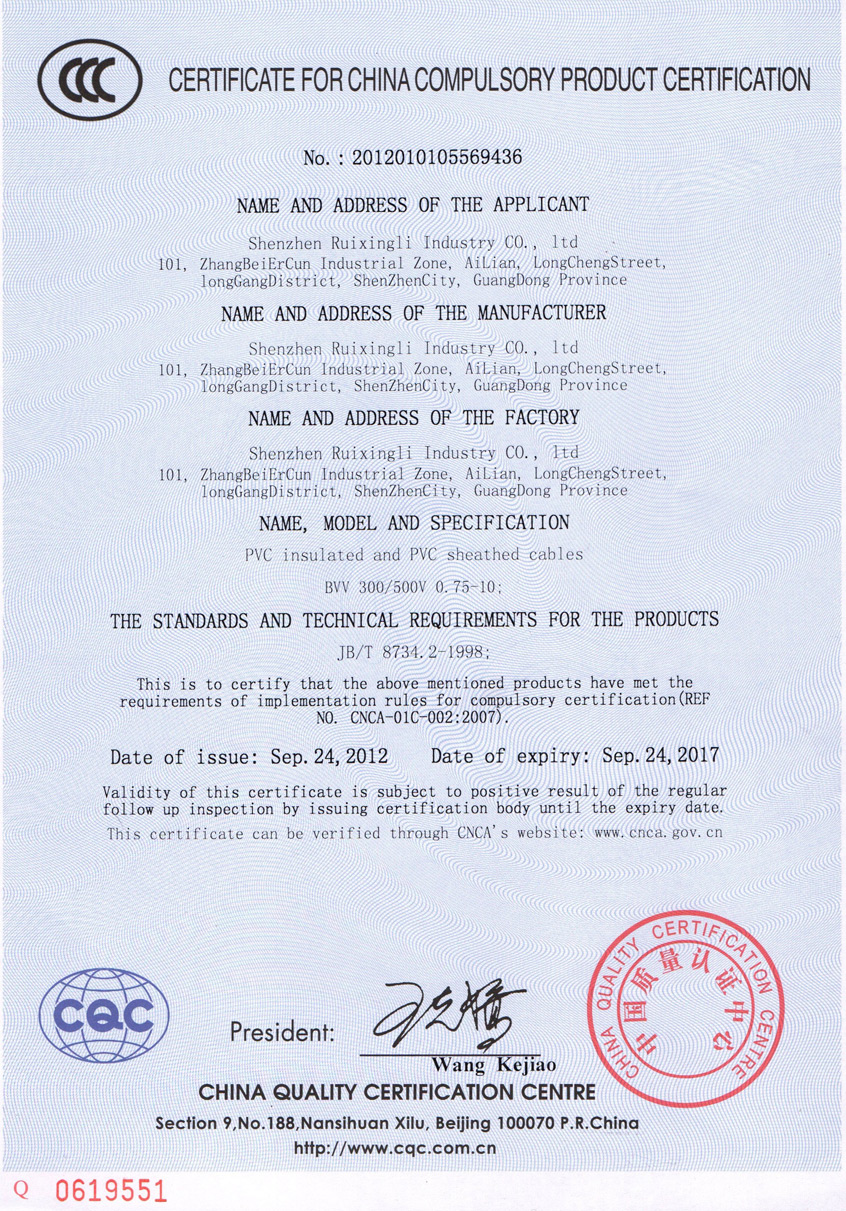 CCC
CERTIFICATE FOR CHINA COMPULSORY PRODUCT CERTIFICATION
No. : 2012010105569436
NAME AND ADDRESS OF THE APPLICANT
Shenzhen Ruixingli Industry CO., ltd
101, ZhangBeiErCun Industrial Zone, AiLian, LongChengStreet,
longGangDistrict, ShenZhenCity, GuangDong Province
NAME AND ADDRESS OF THE MANUFACTURER
Shenzhen Ruixingli Industry CO., ltd
101, ZhangBeiErCun Industrial Zone, AiLian, LongChengStreet,
longGangDistrict, ShenZhenCity, GuangDong Province
NAME AND ADDRESS OF THE FACTORY
Shenzhen Ruixingli Industry CO., ltd
101, ZhangBeiErCun Industrial Zone, AiLian, LongChengStreet,
longGangDistrict, ShenZhenCity, GuangDong Province
NAME, MODEL AND SPECIFICATION
PVC insulated and PVC sheathed cables
BVV 300/500V 0.75-10;
THE STANDARDS AND TECHNICAL REQUIREMENTS FOR THE PRODUCTS
JB/T 8734.2-1998;
This is to certify that the above mentioned products have met the
requirements of implementation rules for compulsory certification(REF
NO. CNCA-01C-002:2007).
Date of issue: Sep. 24, 2012 Date of expiry: Sep. 24, 2017
Validity of this certificate is subject to positive result of the regular
follow up inspection by issuing certification body until the expiry date.
This certificate can be verified through CNCA's website: www.cnca.gov.cn
CHINA QUALITY CERTIFICATION CENTRE
中国质量认证中心
CQC
President:
王克娇
Wang Kejiao
CHINA QUALITY CERTIFICATION CENTRE
Section 9,No.188,Nansihuan Xilu, Beijing 100070 P.R.China
http://www.cqc.com.cn
Q 0619551